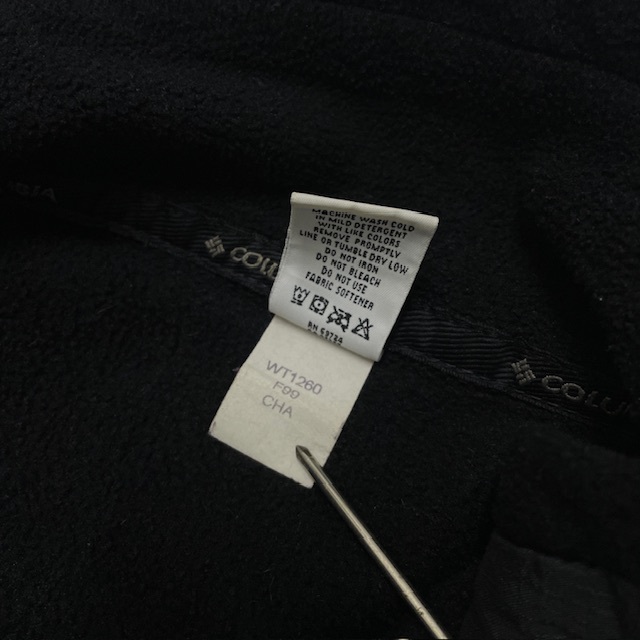 MACHINE WASH COLD
IN MILD DETERGENT
WITH LIKE COLORS
REMOVE PROMPTLY
LINE OR TUMBLE DRY LOW
DO NOT IRON
DO NOT BLEACH
DO NOT USE
FABRIC SOFTENER
WT1260
F00
CHA
COLU
COLUM